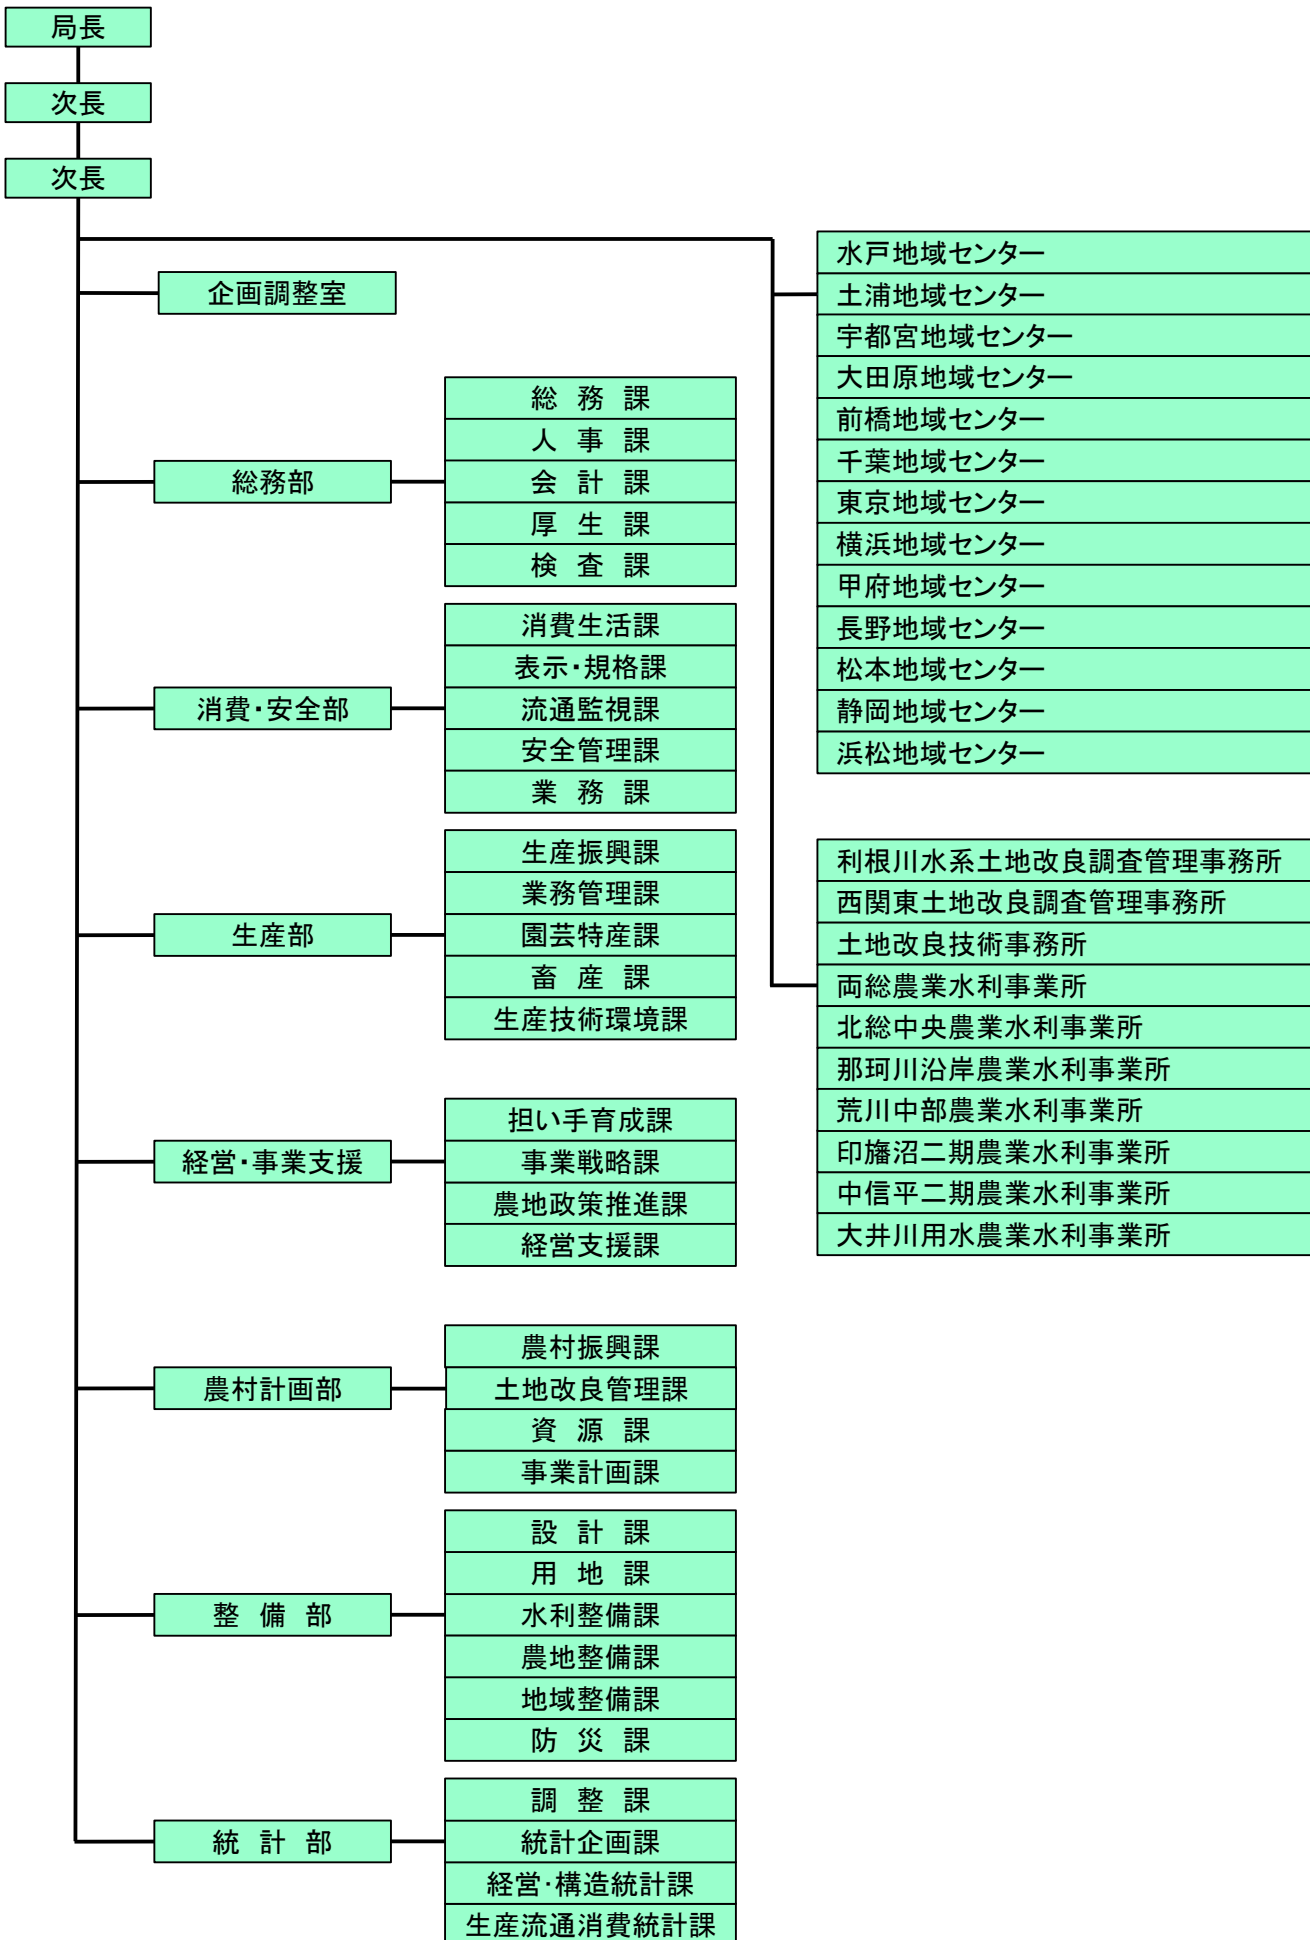 局長
次長
次長
企画調整室
総務部
総 務 課
人 事 課
会 計 課
厚 生 課
検 査 課
消費・安全部
消費生活課
表示・規格課
流通監視課
安全管理課
業 務 課
生産部
生産振興課
業務管理課
園芸特産課
畜 産 課
生産技術環境課
経営・事業支援
担い手育成課
事業戦略課
農地政策推進課
経営支援課
農村計画部
農村振興課
土地改良管理課
資 源 課
事業計画課
整 備 部
設 計 課
用 地 課
水利整備課
農地整備課
地域整備課
防 災 課
統 計 部
調 整 課
統計企画課
経営・構造統計課
生産流通消費統計課
水戸地域センター
土浦地域センター
宇都宮地域センター
大田原地域センター
前橋地域センター
千葉地域センター
東京地域センター
横浜地域センター
甲府地域センター
長野地域センター
松本地域センター
静岡地域センター
浜松地域センター
利根川水系土地改良調査管理事務所
西関東土地改良調査管理事務所
土地改良技術事務所
両総農業水利事業所
北総中央農業水利事業所
那珂川沿岸農業水利事業所
荒川中部農業水利事業所
印旛沼二期農業水利事業所
中信平二期農業水利事業所
大井川用水農業水利事業所